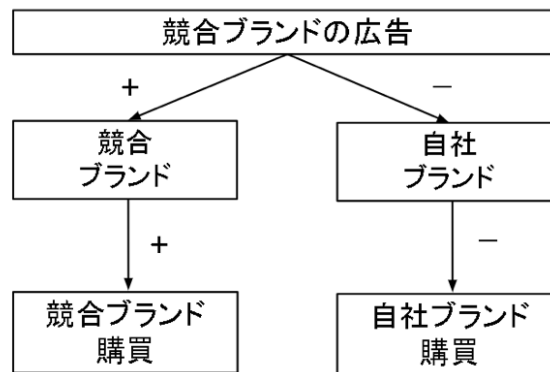 競合ブランドの広告
+
−
競合
ブランド
自社
ブランド
+
−
競合ブランド
購買
自社ブランド
購買